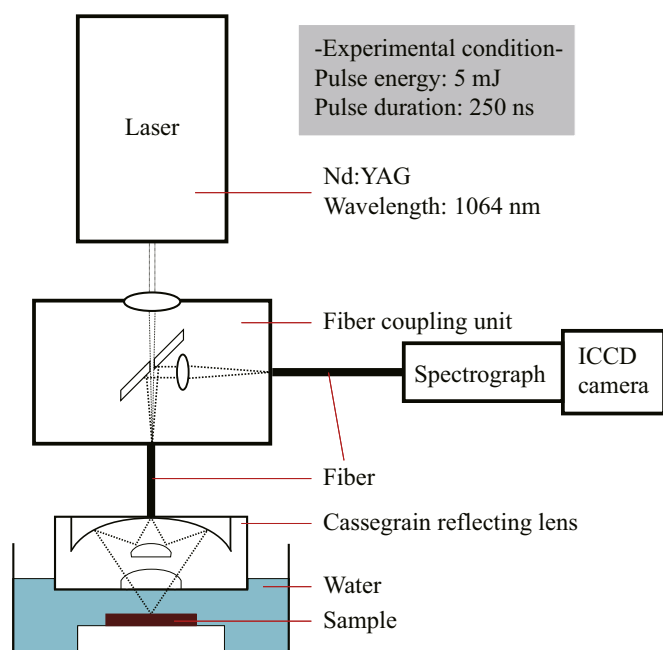 -Experimental condition-
Pulse energy: 5 mJ
Pulse duration: 250 ns
Laser
Nd:YAG
Wavelength: 1064 nm
Fiber coupling unit
Spectrograph
ICCD
camera
Fiber
Cassegrain reflecting lens
Water
Sample